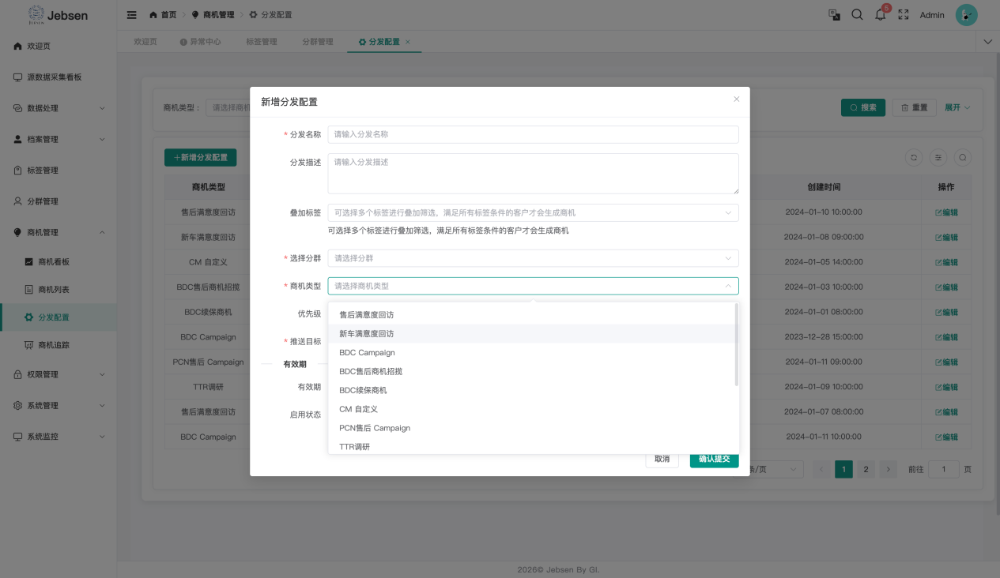 JEBSEN
Jebsen
首页
商机管理
分发配置
5
Admin
欢迎页
异常中心
标签管理
分群管理
分发配置
欢迎页
源数据采集看板
数据处理
档案管理
标签管理
分群管理
商机管理
商机看板
商机列表
分发配置
商机追踪
权限管理
系统管理
系统监控
商机类型：
请选择商机
搜索
重置
展开
+新增分发配置
商机类型
创建时间
操作
售后满意度回访
2024-01-10 10:00:00
编辑
新车满意度回访
2024-01-08 09:00:00
编辑
CM 自定义
2024-01-05 14:00:00
编辑
BDC售后商机招揽
2024-01-03 10:00:00
编辑
BDC续保商机
2024-01-01 08:00:00
编辑
BDC Campaign
2023-12-28 15:00:00
编辑
PCN售后 Campaign
2024-01-11 09:00:00
编辑
TTR调研
2024-01-09 10:00:00
编辑
售后满意度回访
2024-01-07 08:00:00
编辑
BDC Campaign
2024-01-11 10:00:00
编辑
条/页
1
2
前往
1
页
新增分发配置
* 分发名称
请输入分发名称
分发描述
请输入分发描述
叠加标签
可选择多个标签进行叠加筛选，满足所有标签条件的客户才会生成商机
可选择多个标签进行叠加筛选，满足所有标签条件的客户才会生成商机
* 选择分群
请选择分群
* 商机类型
请选择商机类型
优先级
* 推送目标
有效期
有效期
启用状态
售后满意度回访
新车满意度回访
BDC Campaign
BDC售后商机招揽
BDC续保商机
CM 自定义
PCN售后 Campaign
TTR调研
取消
确认提交
2026© Jebsen By GI.